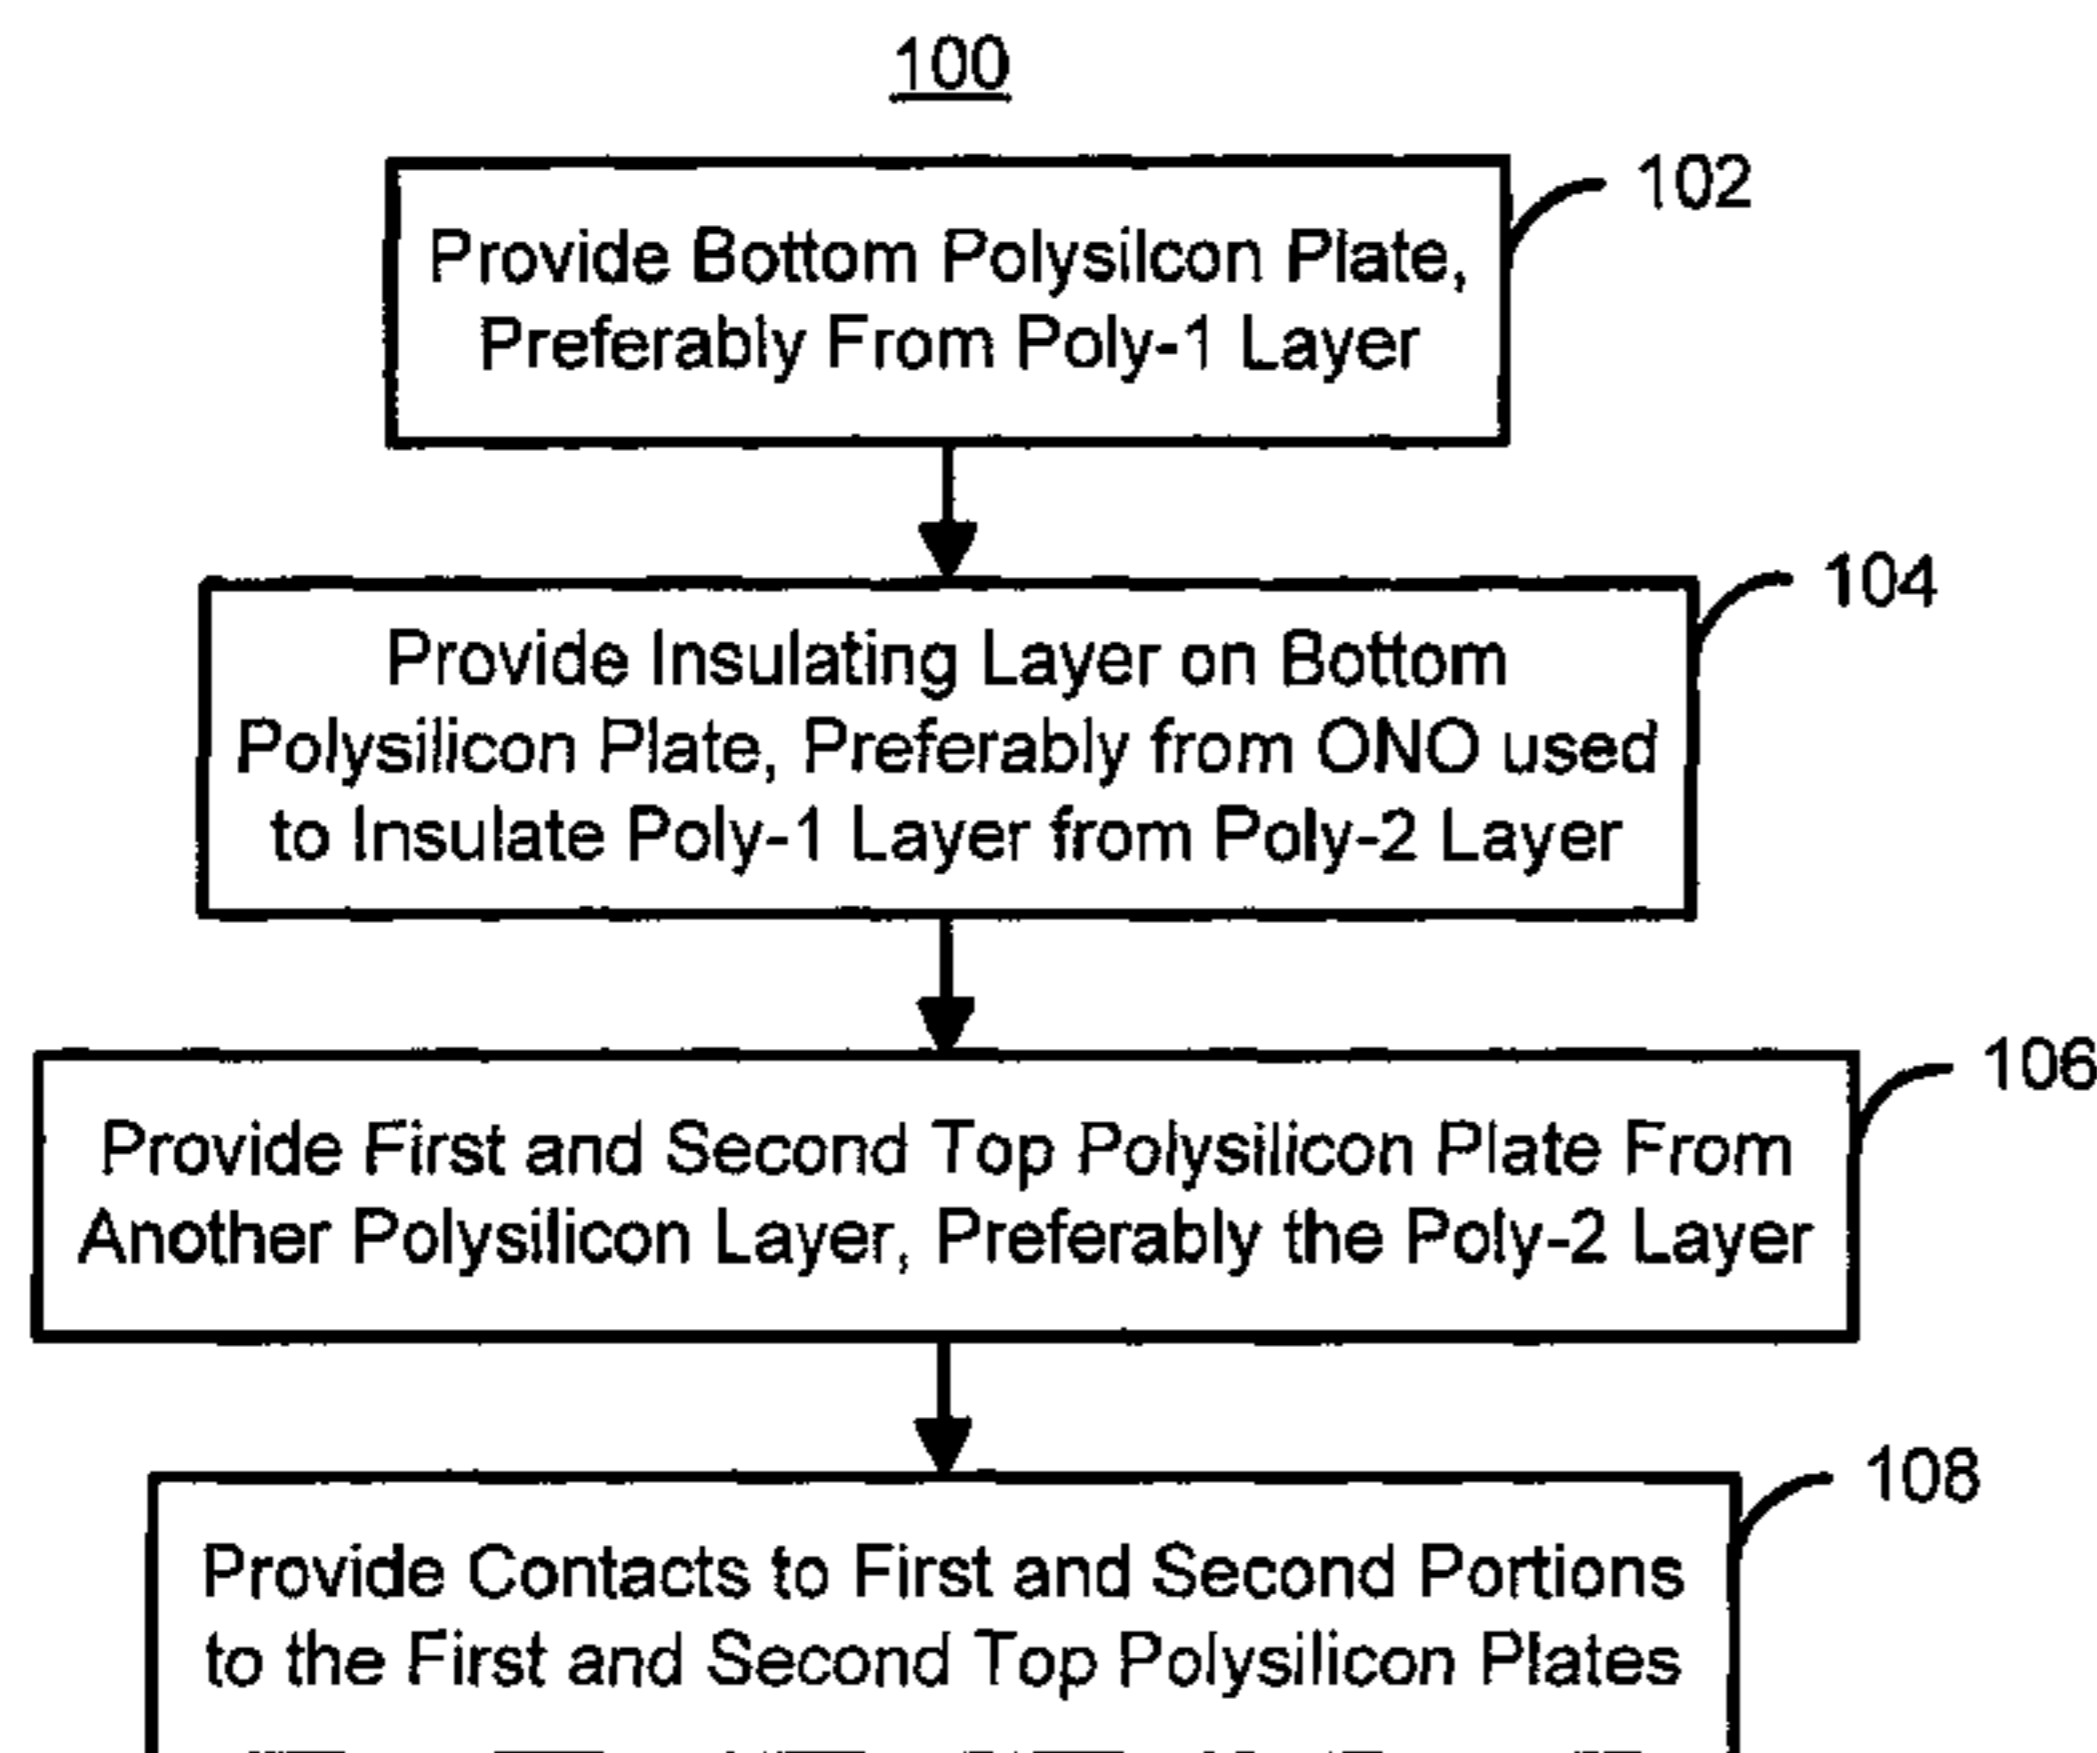 100
102
Provide Bottom Polysilcon Plate,
Preferably From Poly-1 Layer
104
Provide Insulating Layer on Bottom
Polysilicon Plate, Preferably from ONO used
to Insulate Poly-1 Layer from Poly-2 Layer
106
Provide First and Second Top Polysilicon Plate From
Another Polysilicon Layer, Preferably the Poly-2 Layer
108
Provide Contacts to First and Second Portions
to the First and Second Top Polysilicon Plates